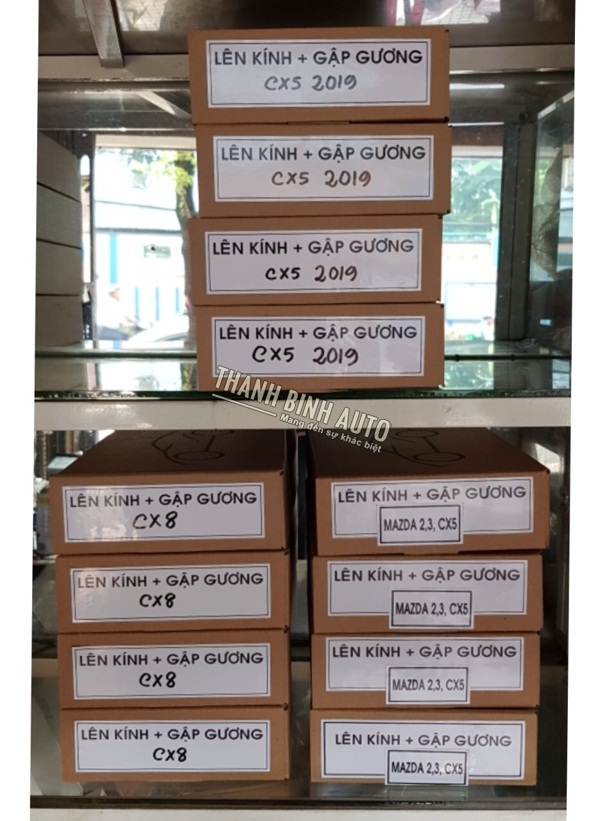 LÊN KÍNH + GẬP GƯƠNG
CX5 2019
LÊN KÍNH + GẬP GƯƠNG
CX5 2019
LÊN KÍNH + GẬP GƯƠNG
CX5 2019
LÊN KÍNH + GẬP GƯƠNG
CX5 2019
THANH BINH AUTO
Mang đến sự khác biệt
LÊN KÍNH + GẬP GƯƠNG
CX8
LÊN KÍNH + GẬP GƯƠNG
CX8
LÊN KÍNH + GẬP GƯƠNG
CX8
LÊN KÍNH + GẬP GƯƠNG
CX8
LÊN KÍNH + GẬP GƯƠNG
MAZDA 2,3, CX5
LÊN KÍNH + GẬP GƯƠNG
MAZDA 2,3, CX5
LÊN KÍNH + GẬP GƯƠNG
MAZDA 2,3, CX5
LÊN KÍNH + GẬP GƯƠNG
MAZDA 2,3, CX5